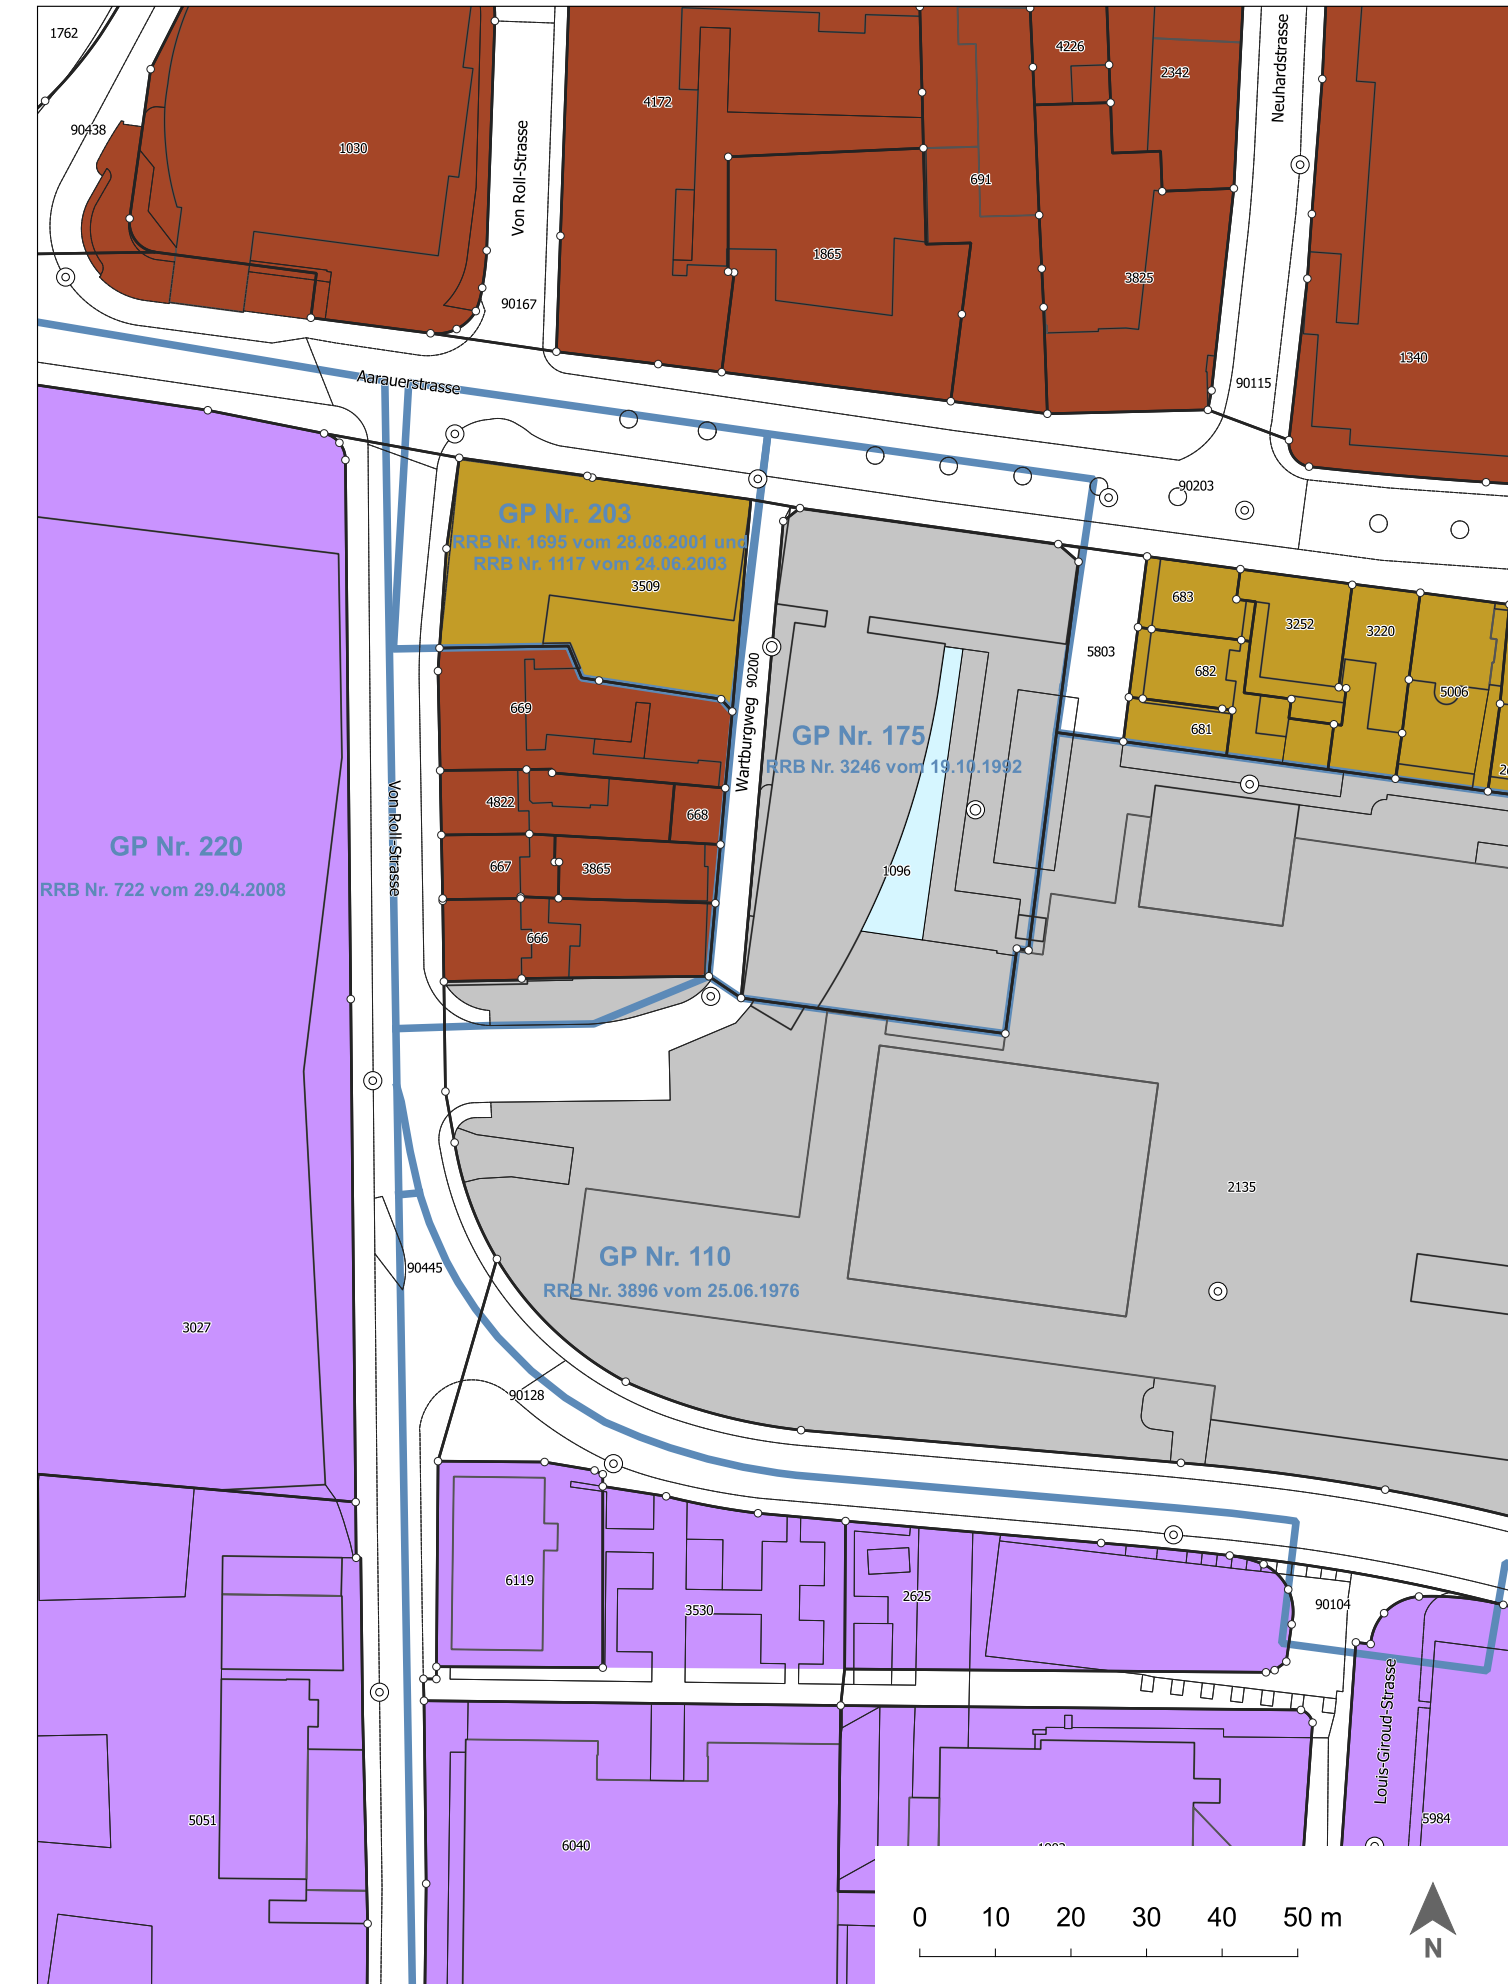 1762
4226
2342
Neuhardstrasse
4172
90438
1030
Von Roll-Strasse
691
1865
3825
90167
1340
Aarauerstrasse
90115
90203
GP Nr. 203
RRB Nr. 1695 vom 28.08.2001 und
RRB Nr. 1117 vom 24.06.2003
3509
683
3252
3220
5803
90200
682
5006
669
681
GP Nr. 175
RRB Nr. 3246 vom 19.10.1992
Wartburgweg
4822
668
Von Roll-Strasse
GP Nr. 220
667
3865
1096
RRB Nr. 722 vom 29.04.2008
666
2135
GP Nr. 110
90445
RRB Nr. 3896 vom 25.06.1976
3027
90128
6119
2625
3530
90104
Louis-Giroud-Strasse
5051
5984
6040
0 10 20 30 40 50 m
N